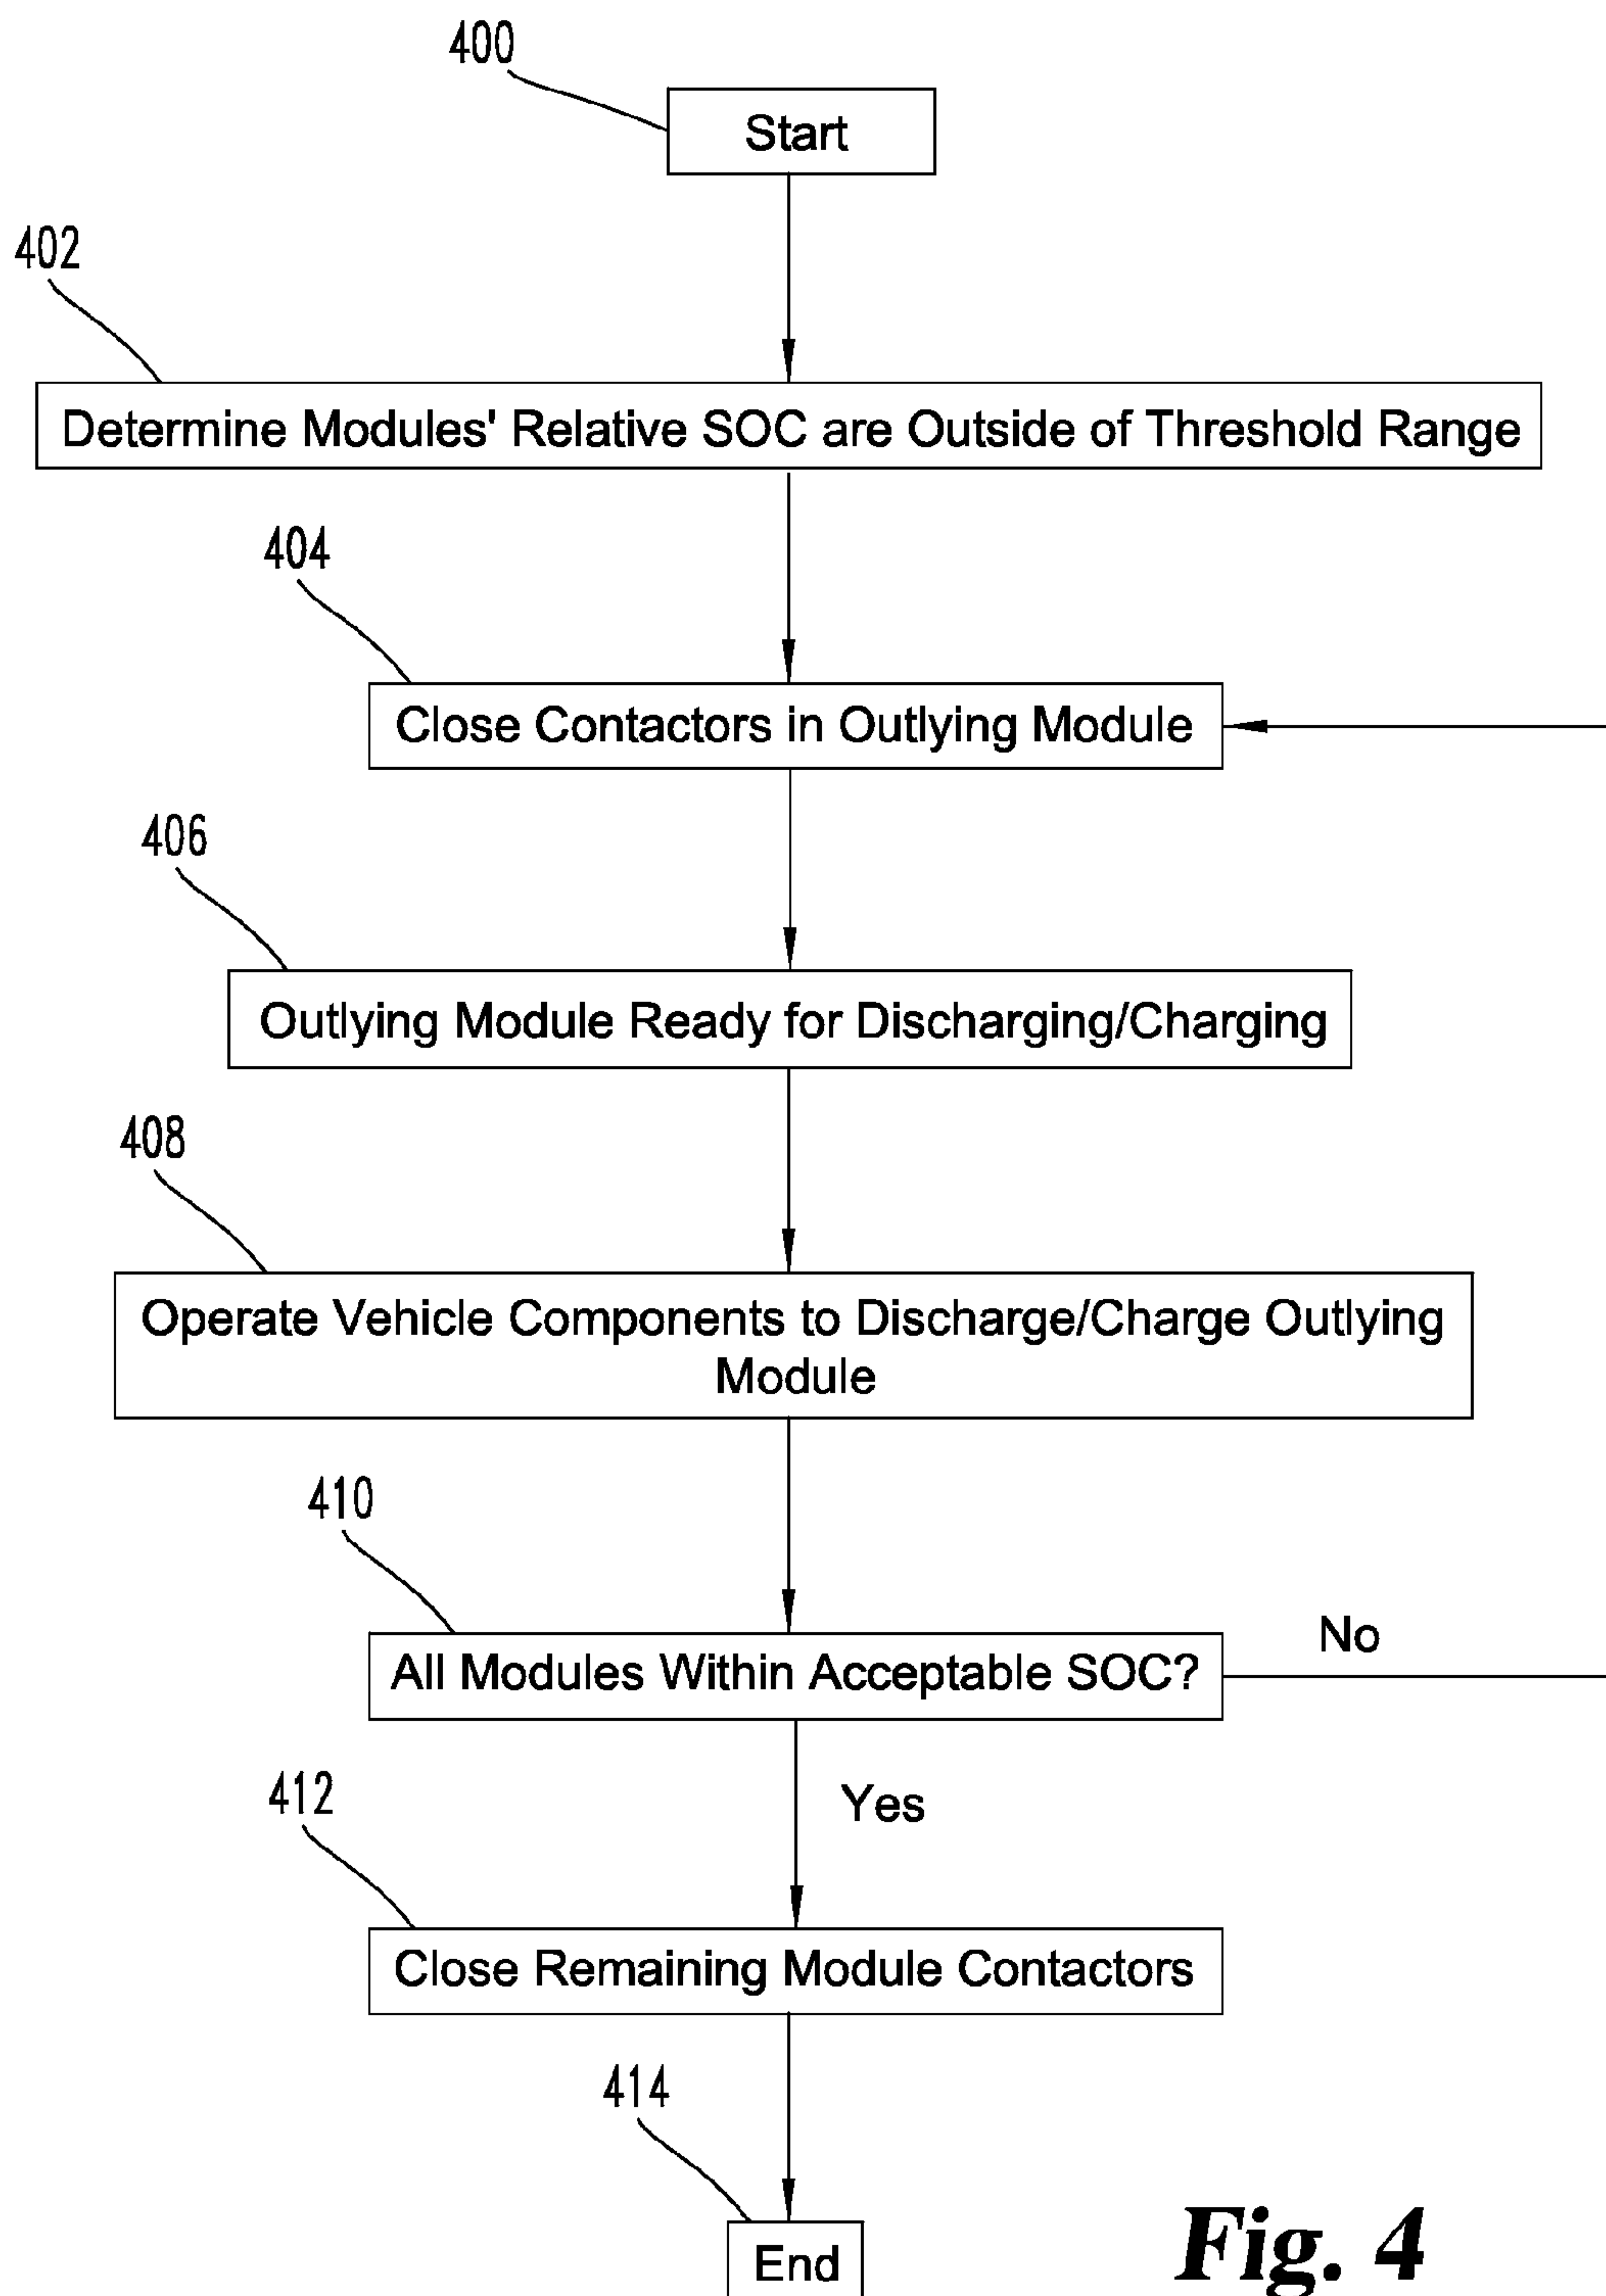 400
Start
402
Determine Modules' Relative SOC are Outside of Threshold Range
404
Close Contactors in Outlying Module
406
Outlying Module Ready for Discharging/Charging
408
Operate Vehicle Components to Discharge/Charge Outlying
Module
410
All Modules Within Acceptable SOC?
No
Yes
412
Close Remaining Module Contactors
414
End
Fig. 4